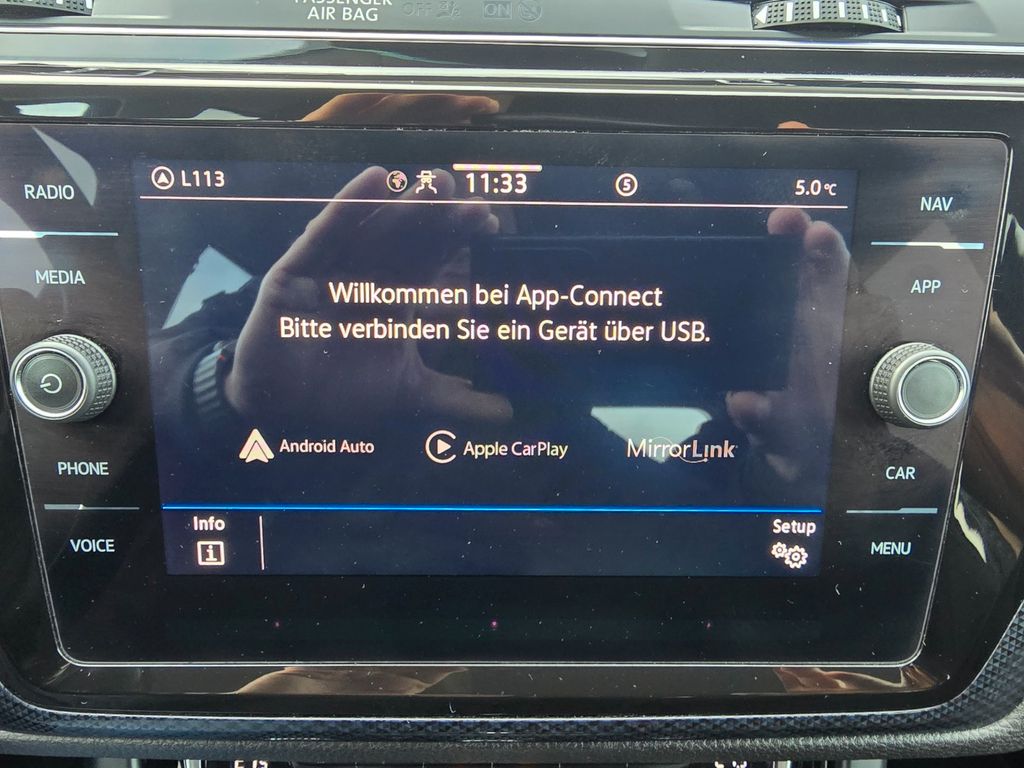 PASSENGER
AIR BAG OFF ON
L113
11:33
5
5.0°C
RADIO
NAV
MEDIA
APP
Willkommen bei App-Connect
Bitte verbinden Sie ein Gerät über USB.
Android Auto
Apple CarPlay
MirrorLink
PHONE
CAR
Info
Setup
VOICE
MENU